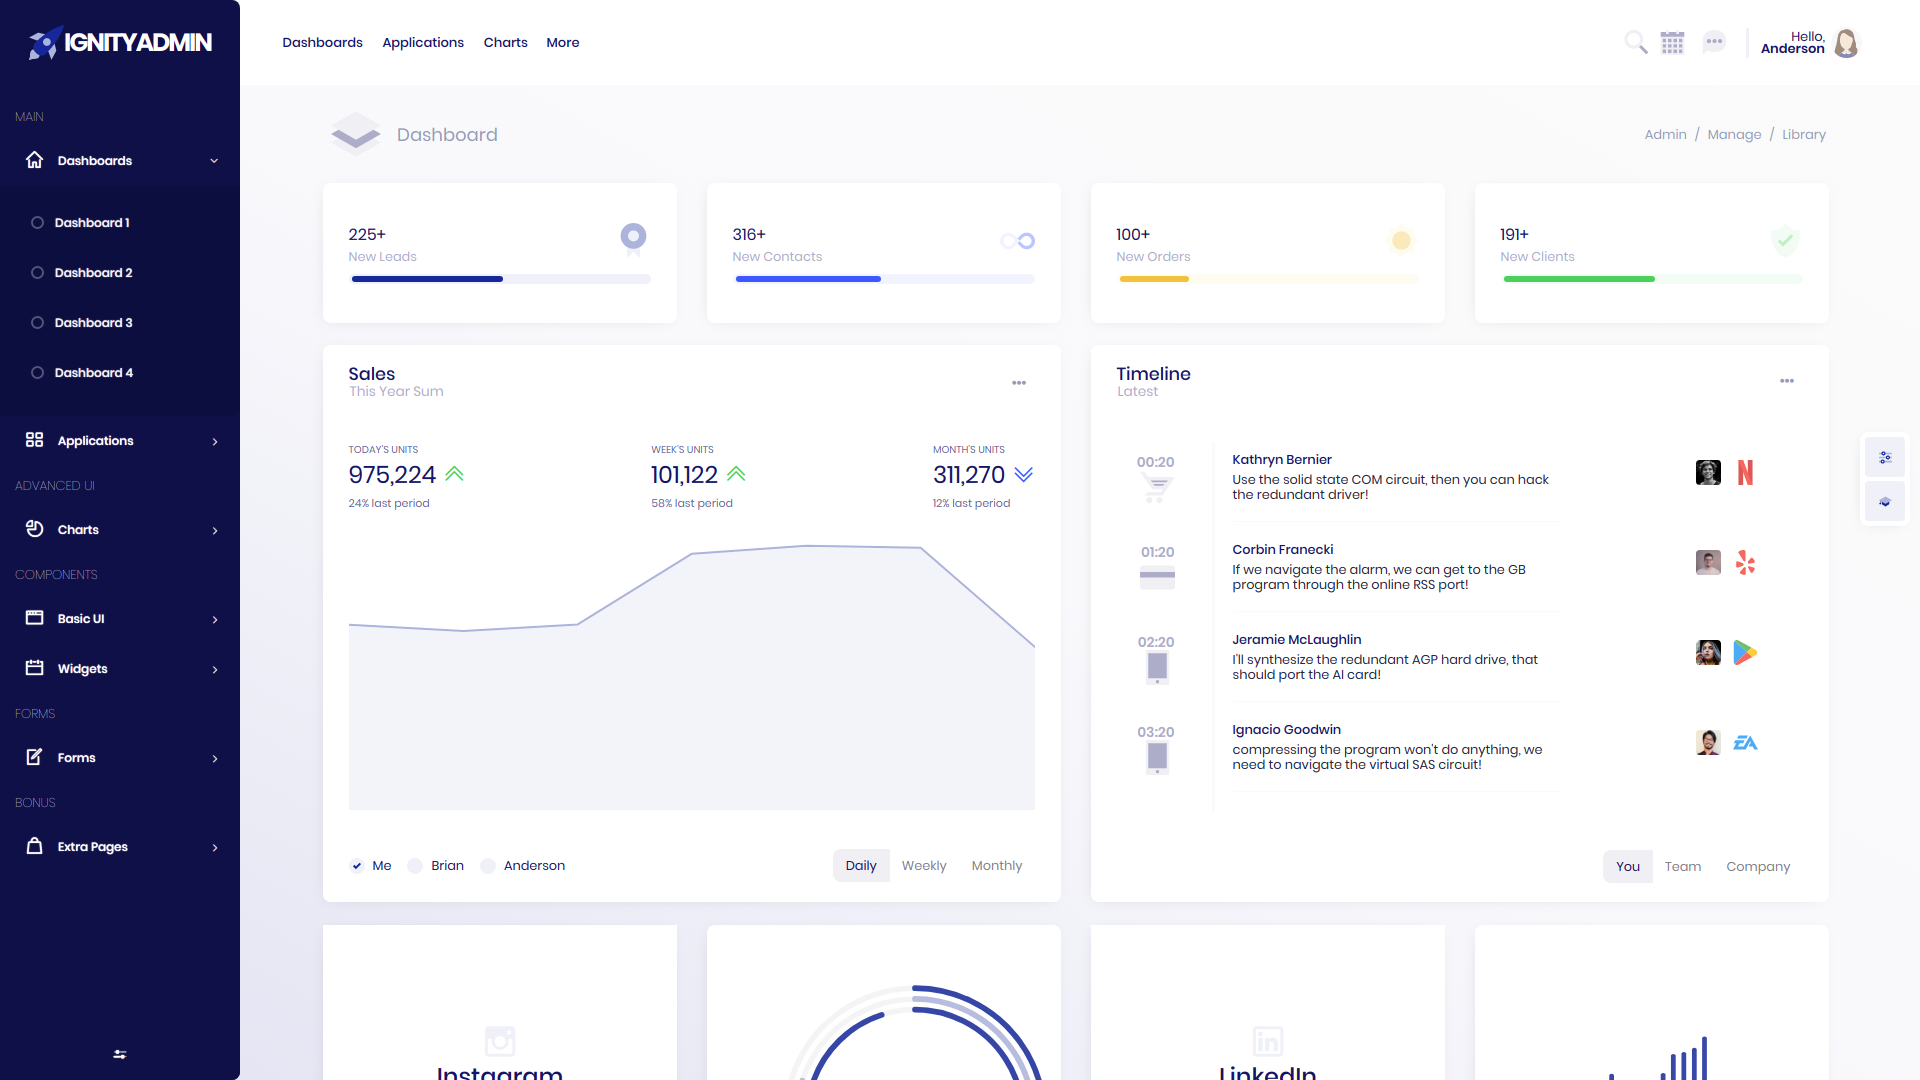 IGNITYADMIN
Dashboards
Applications
Charts
More
Hello,
Anderson
MAIN
Dashboards
Dashboard 1
Dashboard 2
Dashboard 3
Dashboard 4
Applications
ADVANCED UI
Charts
COMPONENTS
Basic UI
Widgets
FORMS
Forms
BONUS
Extra Pages
Dashboard
Admin / Manage / Library
225+
New Leads
316+
New Contacts
100+
New Orders
191+
New Clients
Sales
This Year Sum
TODAY'S UNITS
975,224
24% last period
WEEK'S UNITS
101,122
58% last period
MONTH'S UNITS
311,270
12% last period
Me
Brian
Anderson
Daily
Weekly
Monthly
Timeline
Latest
00:20
Kathryn Bernier
Use the solid state COM circuit, then you can hack
the redundant driver!
01:20
Corbin Franecki
If we navigate the alarm, we can get to the GB
program through the online RSS port!
02:20
Jeramie McLaughlin
I'll synthesize the redundant AGP hard drive, that
should port the AI card!
03:20
Ignacio Goodwin
compressing the program won't do anything, we
need to navigate the virtual SAS circuit!
EA
You
Team
Company
Instagram
in
LinkedIn